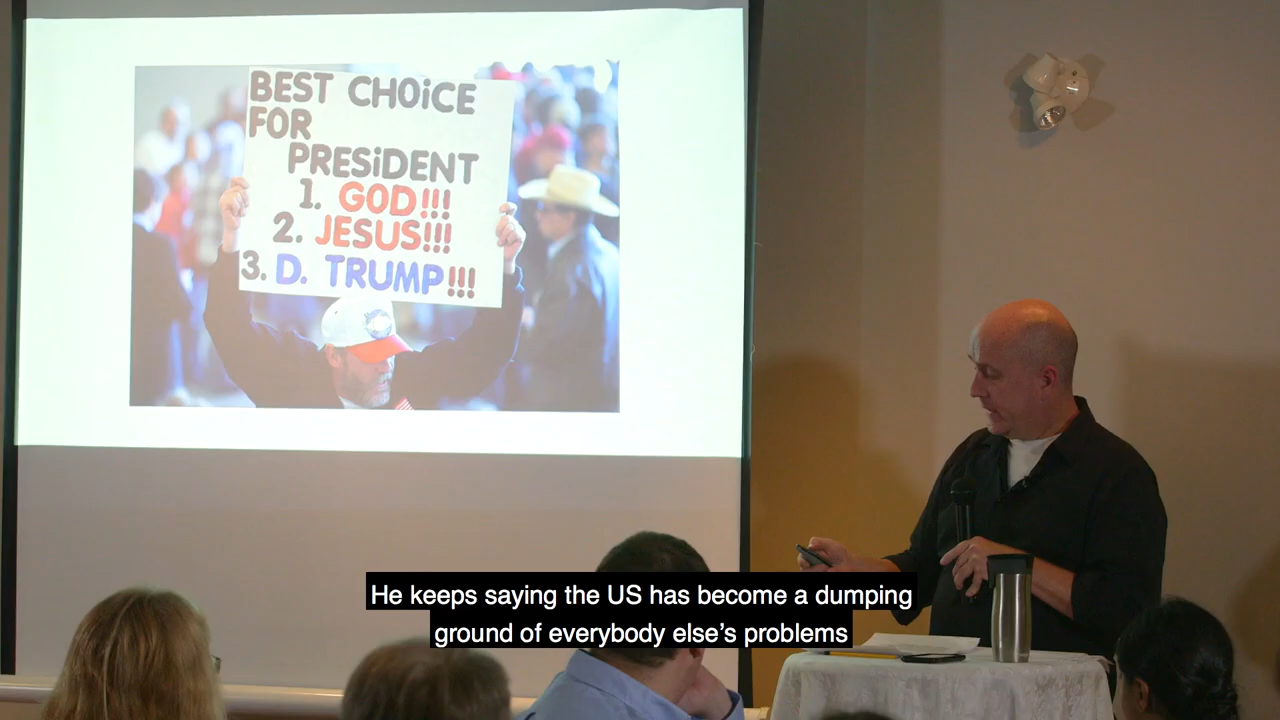 BEST CHOiCE
FOR
PRESiDENT
1. GOD!!!
2. JESUS!!!
3. D. TRUMP!!!
He keeps saying the US has become a dumping
ground of everybody else’s problems